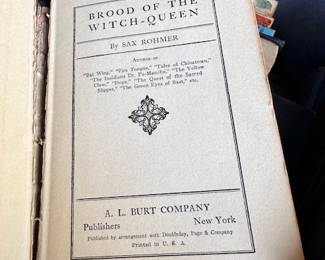 BROOD OF THE
WITCH-QUEEN
By SAX ROHMER
AUTHOR OF
"Bat Wing," "Fire Tongue," "Tales of Chinatown,"
"The Insidious Dr. Fu-Manchu," "The Yellow
Claw," "Dope," "The Quest of the Sacred
Slipper," "The Green Eyes of Bast," etc.
A. L. BURT COMPANY
Publishers New York
Published by arrangement with Doubleday, Page & Company
Printed in U. S. A.